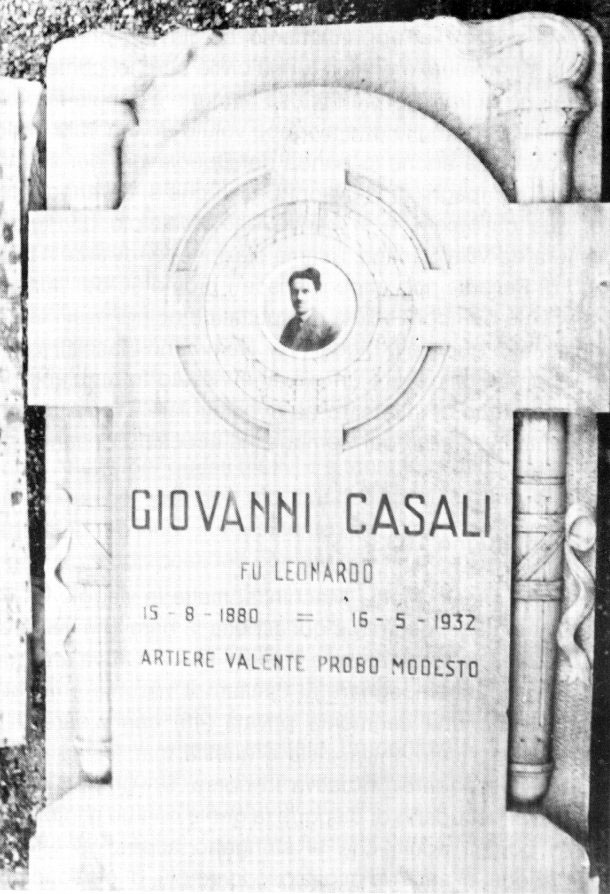 GIOVANNI CASALI
FU LEONARDO
15 - 8 - 1880 = 16 - 5 - 1932
ARTIERE VALENTE PROBO MODESTO